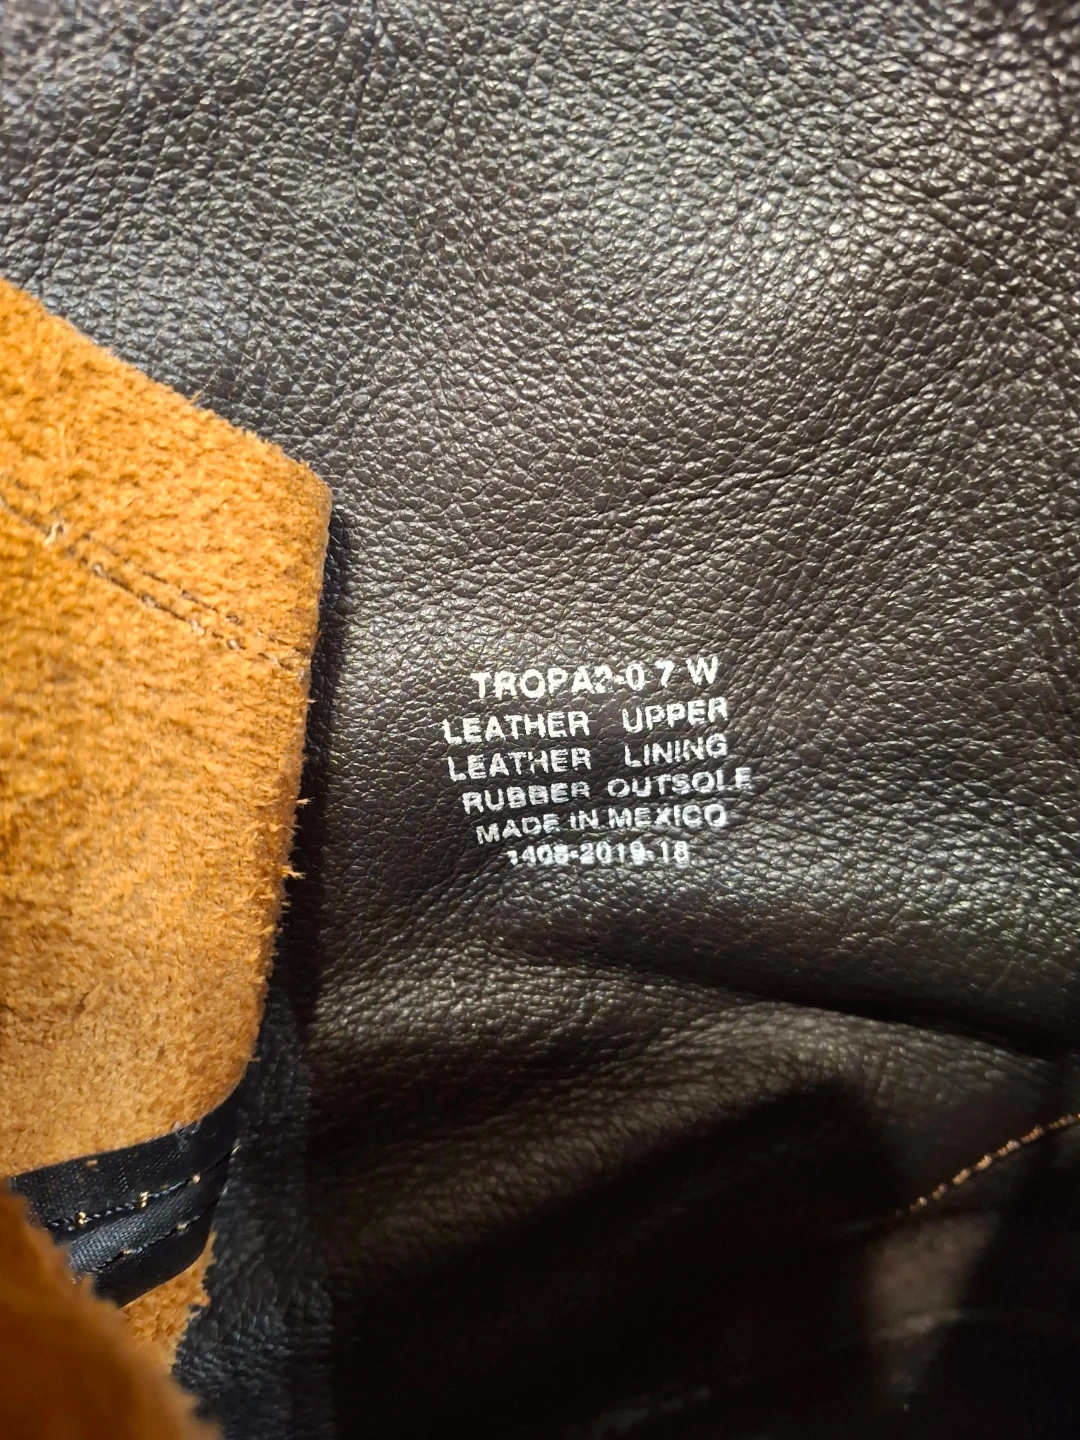 TROPA2-0 7 W
LEATHER UPPER
LEATHER LINING
RUBBER OUTSOLE
MADE IN MEXICO
1408-2019-18